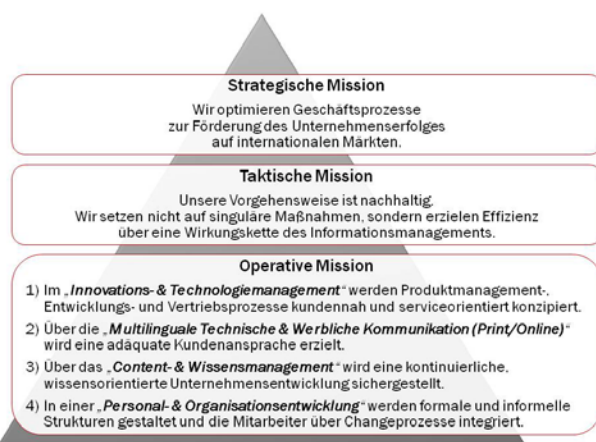 Strategische Mission
Wir optimieren Geschäftsprozesse
zur Förderung des Unternehmenserfolges
auf internationalen Märkten.
Taktische Mission
Unsere Vorgehensweise ist nachhaltig.
Wir setzen nicht auf singuläre Maßnahmen, sondern erzielen Effizienz
über eine Wirkungskette des Informationsmanagements.
Operative Mission
1) Im „Innovations- & Technologiemanagement“ werden Produktmanagement-,
Entwicklungs- und Vertriebsprozesse kundennah und serviceorientiert konzipiert.
2) Über die „Multilinguale Technische & Werbliche Kommunikation (Print/Online)“
wird eine adäquate Kundenansprache erzielt.
3) Über das „Content- & Wissensmanagement“ wird eine kontinuierliche,
wissensorientierte Unternehmensentwicklung sichergestellt.
4) In einer „Personal- & Organisationsentwicklung“ werden formale und informelle
Strukturen gestaltet und die Mitarbeiter über Changeprozesse integriert.